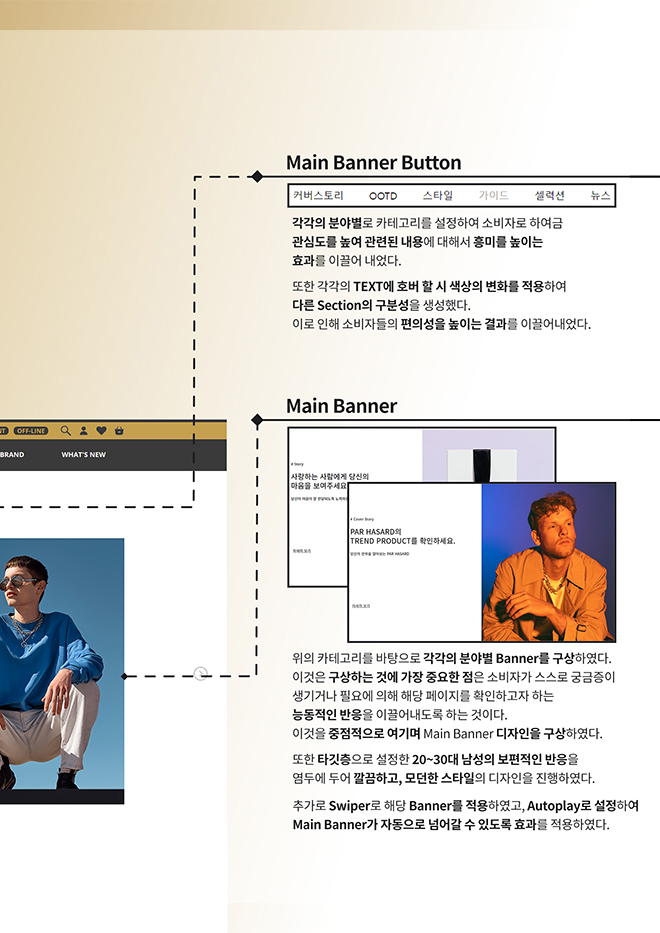 Main Banner Button
커버스토리 OOTD 스타일 가이드 셀럭션 뉴스
각각의 분야별로 카테고리를 설정하여 소비자로 하여금
관심도를 높여 관련된 내용에 대해서 흥미를 높이는
효과를 이끌어 내었다.
또한 각각의 TEXT에 호버 할 시 색상의 변화를 적용하여
다른 Section의 구분성을 생성했다.
이로 인해 소비자들의 편의성을 높이는 결과를 이끌어내었다.
NT OFF-LINE
BRAND WHAT'S NEW
Main Banner
# Story
사랑하는 사람에게 당신의
마음을 보여주세요
# Cover Story
PAR HASARD의
TREND PRODUCT를 확인하세요.
당신의 안목을 알아보는 PAR HASARD
자세히 보기
자세히 보기
위의 카테고리를 바탕으로 각각의 분야별 Banner를 구상하였다.
이것은 구상하는 것에 가장 중요한 점은 소비자가 스스로 궁금증이
생기거나 필요에 의해 해당 페이지를 확인하고자 하는
능동적인 반응을 이끌어내도록 하는 것이다.
이것을 중점적으로 여기며 Main Banner 디자인을 구상하였다.
또한 타깃층으로 설정한 20~30대 남성의 보편적인 반응을
염두에 두어 깔끔하고, 모던한 스타일의 디자인을 진행하였다.
추가로 Swiper로 해당 Banner를 적용하였고, Autoplay로 설정하여
Main Banner가 자동으로 넘어갈 수 있도록 효과를 적용하였다.